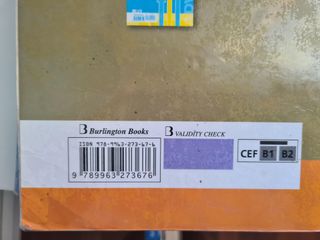 B Burlington Books
B VALIDITY CHECK
ISBN 978-9963-273-67-6
CEF B1 B2
9 789963 273676